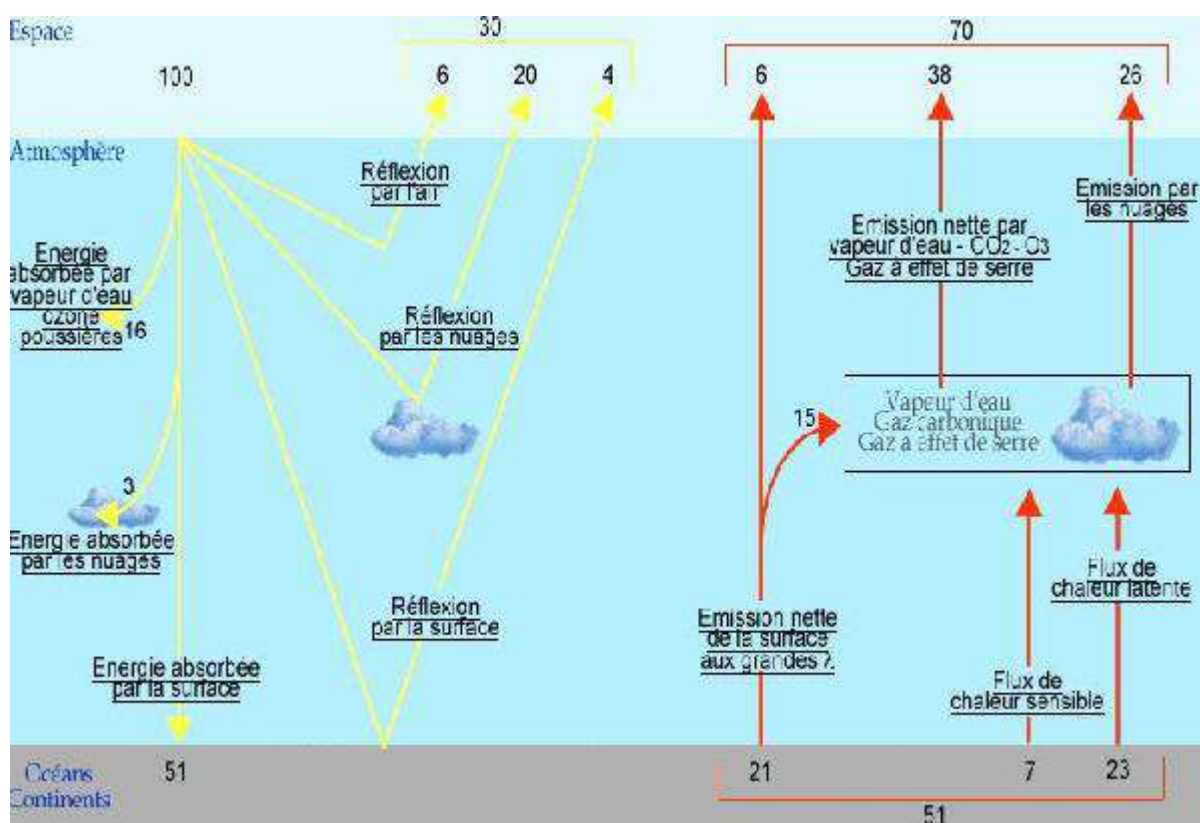 Espace
30
70
100
6
20
4
6
38
26
Atmosphère
Réflexion
par l'air
Emission par
les nuages
Emission nette par
vapeur d'eau - CO2 - O3
Gaz à effet de serre
Energie
absorbée par
vapeur d'eau
ozone
poussières
16
Réflexion
par les nuages
Vapeur d'eau
Gaz carbonique
Gaz a effet de serre
15
3
Energie absorbée
par les nuages
Flux de
chaleur latente
Réflexion
par la surface
Emission nette
de la surface
aux grandes λ
Energie absorbée
par la surface
Flux de
chaleur sensible
Océans
Continents
51
21
7
23
51